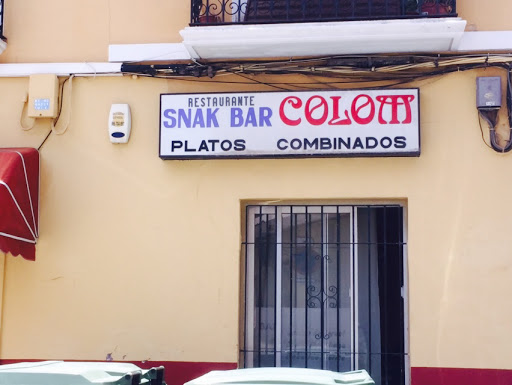 RESTAURANTE
SNAK BAR COLOM
PLATOS COMBINADOS